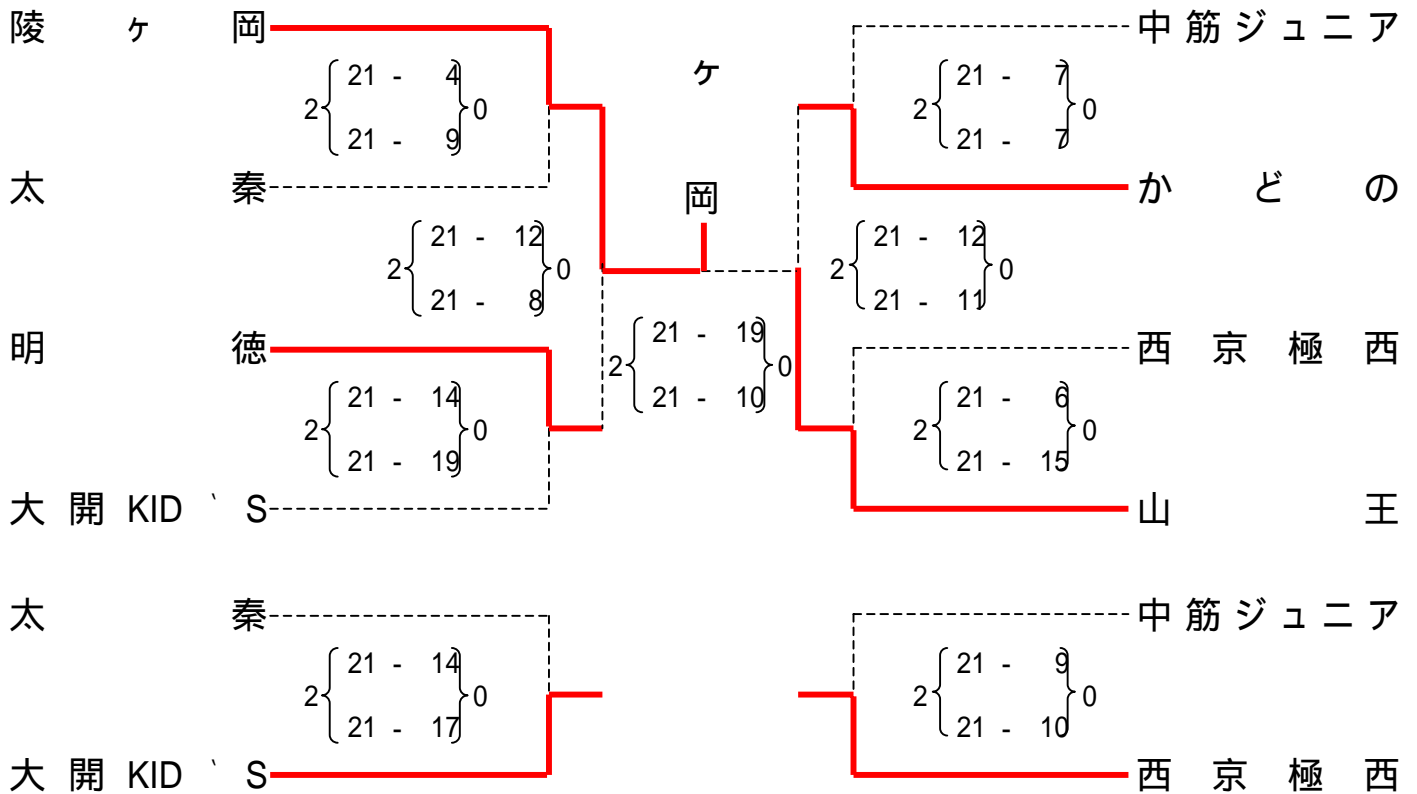 陵ヶ岡 中筋ジュニア
ヶ
21 - 4 21 - 7
2 0 2 0
21 - 9 21 - 7
太秦 かどの
岡
21 - 12 21 - 12
2 0 2 0
21 - 8 21 - 11
21 - 19
明徳 西京極西
2 0
21 - 14 21 - 10 21 - 6
2 0 2 0
21 - 19 21 - 15
大開KID`S 山王
太秦 中筋ジュニア
21 - 14 21 - 9
2 0 2 0
21 - 17 21 - 10
大開KID`S 西京極西